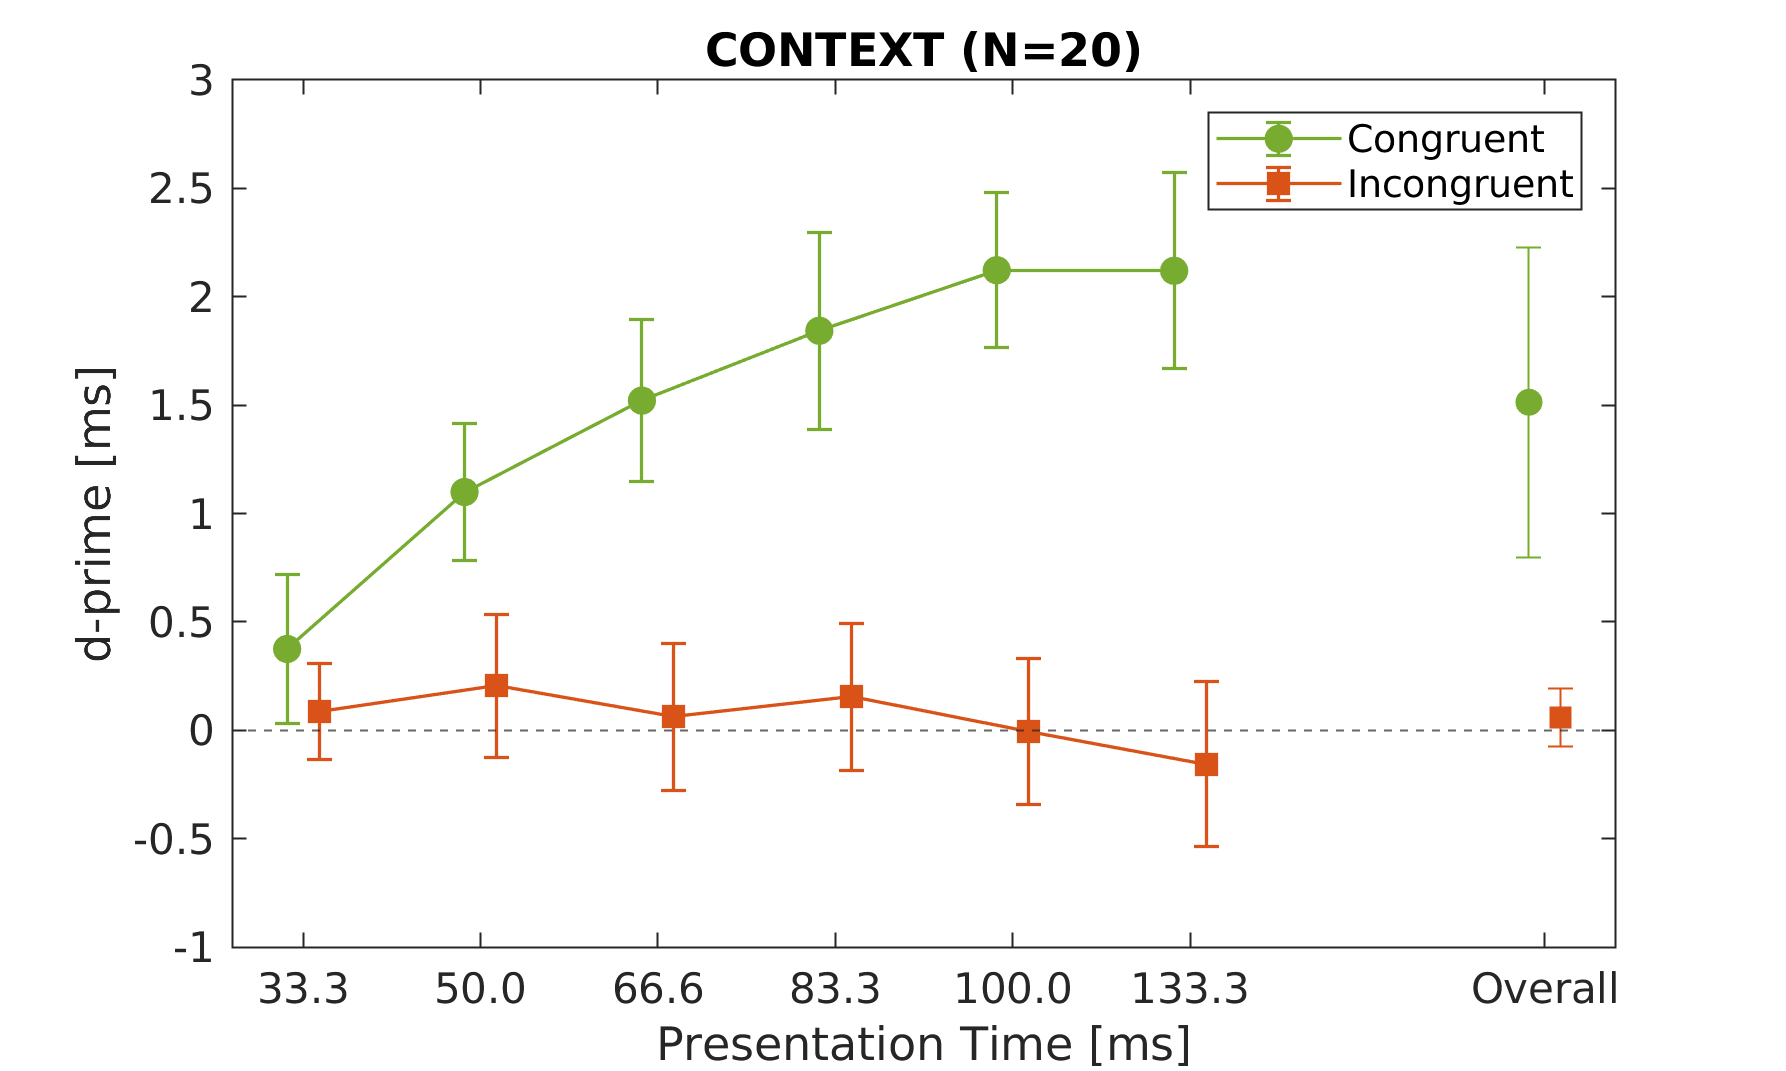 CONTEXT (N=20)
3
2.5
2
1.5
1
0.5
0
-0.5
-1
d-prime [ms]
Congruent
Incongruent
33.3 50.0 66.6 83.3 100.0 133.3 Overall
Presentation Time [ms]